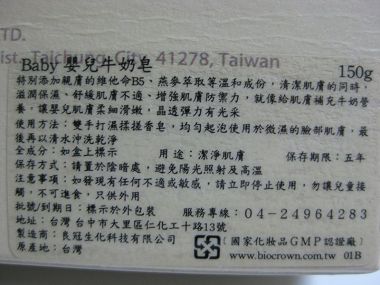 TD.
ist., Taichung, City, 41278, Taiwan
Baby 嬰兒牛奶皂 150g
特別添加親膚的維他命B5、燕麥萃取等溫和成份，清潔肌膚的同時，
滋潤保濕、舒緩肌膚不適、增強肌膚防禦力，就像給肌膚補充牛奶營
養，讓嬰兒肌膚柔細滑嫩，晶透彈力有光采
使用方法：雙手打濕搓揉香皂，均勻起泡使用於微濕的臉部肌膚，最
後再以清水沖洗乾淨
全成分：如盒上標示 用 途：潔淨肌膚 保存期限：五年
保存方式：請置於陰暗處，避免陽光照射及高溫
注意事項：如發現有任何不適或敏感，請立即停止使用，勿讓兒童接
觸，不可進食，只供外用
批號/到期日：標示於外包裝 服務專線：04-24964283
地址：台灣 台中市大里區仁化工十路13號
製造商：良冠生化科技有限公司 [ 國家化妝品GMP認證廠 ]
原產地：台灣 www.biocrown.com.tw 01B